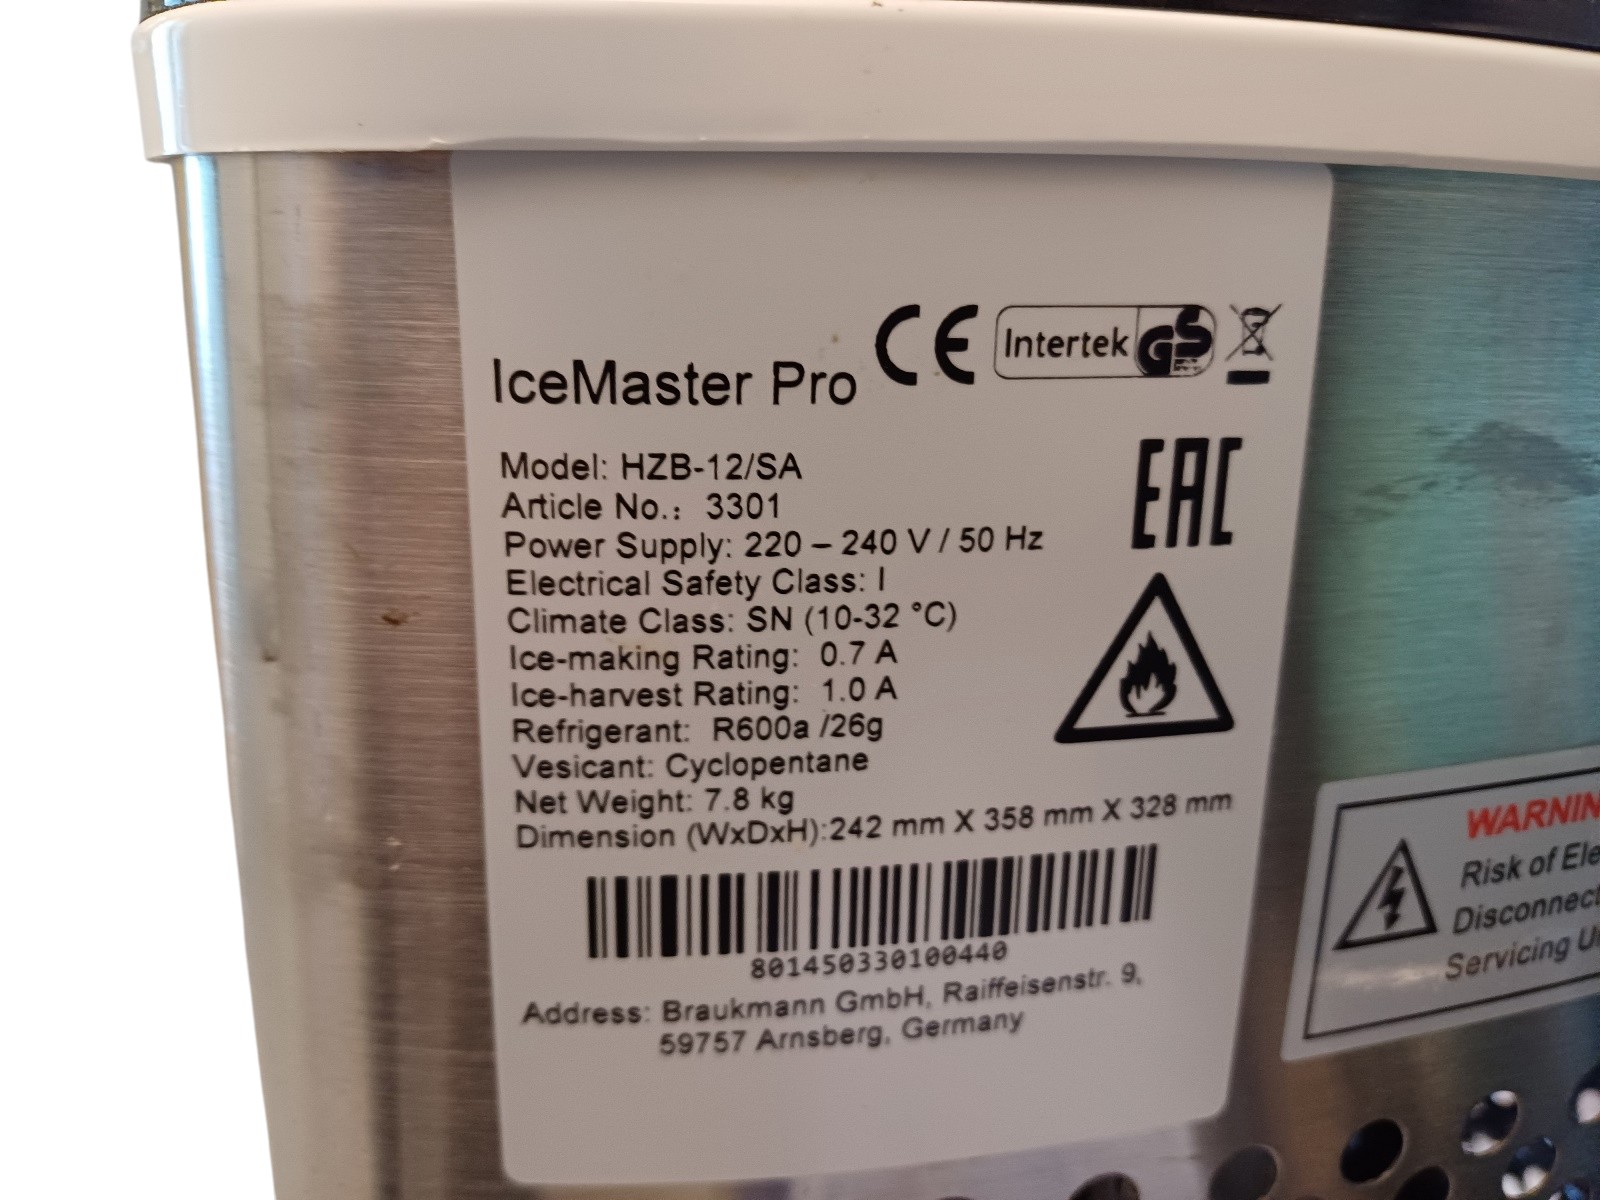 CE Intertek GS
IceMaster Pro
EAC
Model: HZB-12/SA
Article No.: 3301
Power Supply: 220 – 240 V / 50 Hz
Electrical Safety Class: I
Climate Class: SN (10-32 °C)
Ice-making Rating: 0.7 A
Ice-harvest Rating: 1.0 A
Refrigerant: R600a /26g
Vesicant: Cyclopentane
Net Weight: 7.8 kg
Dimension (WxDxH):242 mm X 358 mm X 328 mm
801450330100440
Address: Braukmann GmbH, Raiffeisenstr. 9,
59757 Arnsberg, Germany
WARNIN
Risk of Ele
Disconnect
Servicing U